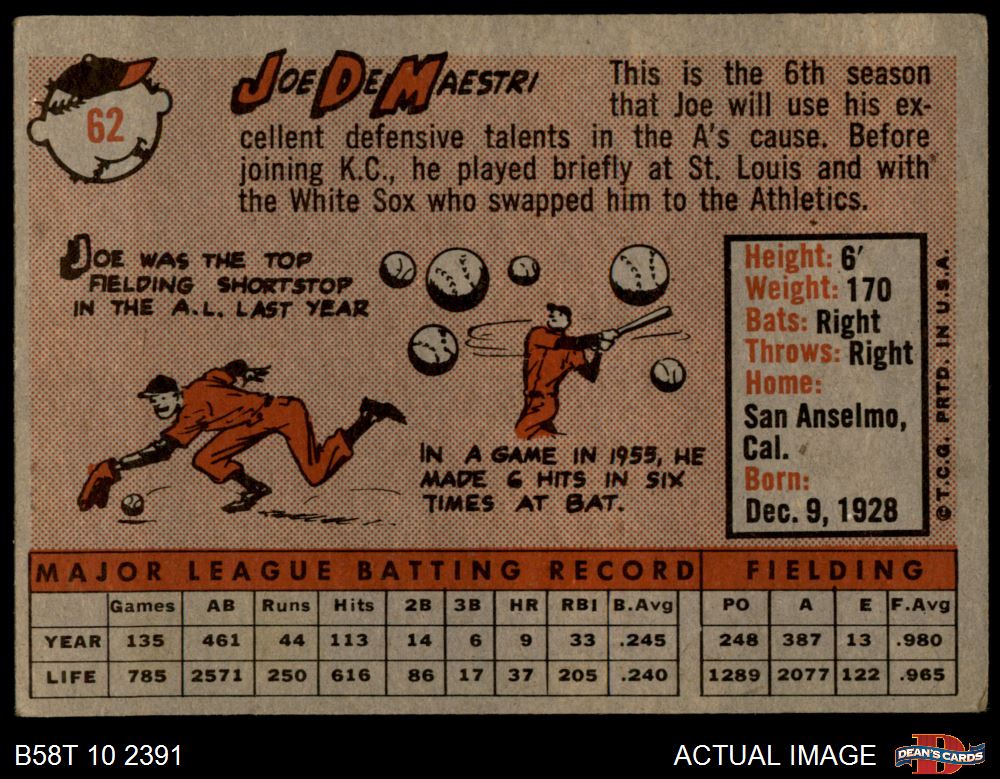 62
JOE DEMAESTRI
This is the 6th season
that Joe will use his ex-
cellent defensive talents in the A's cause. Before
joining K.C., he played briefly at St. Louis and with
the White Sox who swapped him to the Athletics.
JOE WAS THE TOP
FIELDING SHORTSTOP
IN THE A.L. LAST YEAR
IN A GAME IN 1955, HE
MADE 6 HITS IN SIX
TIMES AT BAT.
Height: 6'
Weight: 170
Bats: Right
Throws: Right
Home:
San Anselmo,
Cal.
Born:
Dec. 9, 1928
© T.C.G. PRTD. IN U.S.A.
MAJOR LEAGUE BATTING RECORD FIELDING
Games AB Runs Hits 2B 3B HR RBI B.Avg PO A E F.Avg
YEAR 135 461 44 113 14 6 9 33 .245 248 387 13 .980
LIFE 785 2571 250 616 86 17 37 205 .240 1289 2077 122 .965
B58T 10 2391 ACTUAL IMAGE DEAN'S CARDS